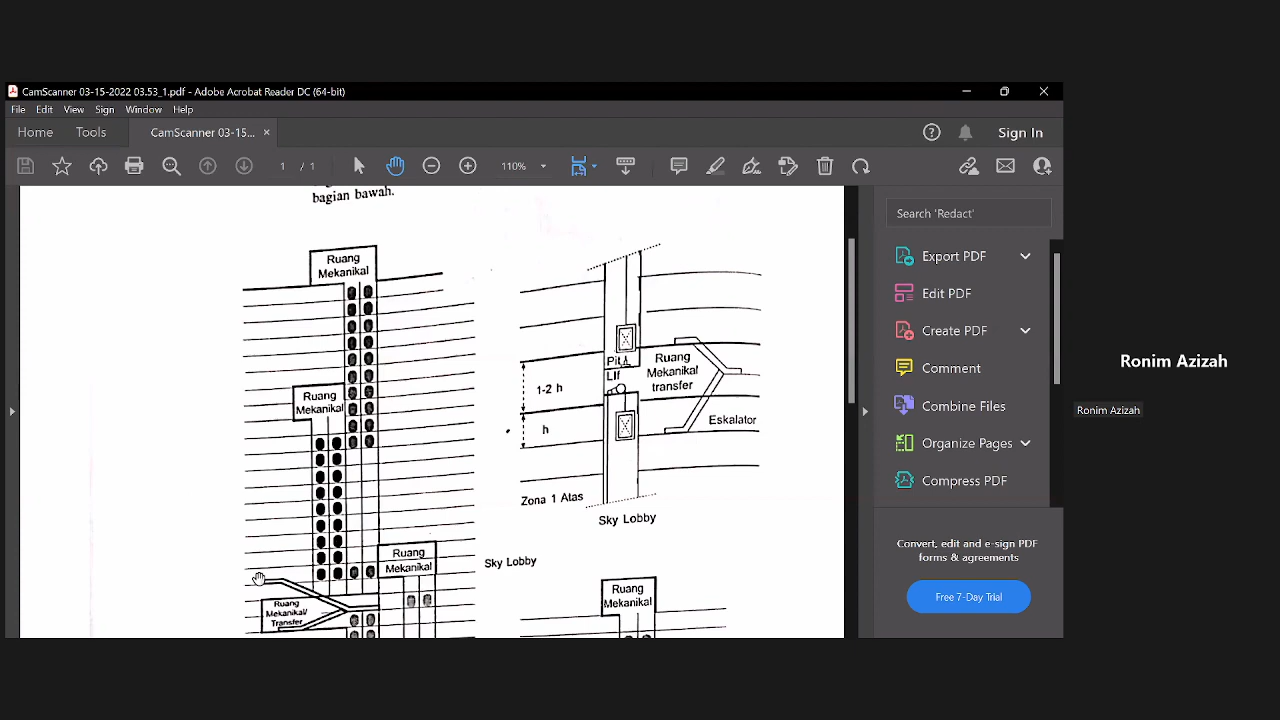 CamScanner 03-15-2022 03.53_1.pdf - Adobe Acrobat Reader DC (64-bit)
File Edit View Sign Window Help
Home Tools CamScanner 03-15... × Sign In
1 / 1 110%
bagian bawah.
Ruang
Mekanikal
Ruang
Mekanikal
Ruang
Mekanikal
Ruang
Mekanikal/
Transfer
Pit
Lif
Ruang
Mekanikal
transfer
1-2 h
h
Eskalator
Zona 1 Atas
Sky Lobby
Sky Lobby
Ruang
Mekanikal
Search 'Redact'
Export PDF
Edit PDF
Create PDF
Comment
Combine Files
Organize Pages
Compress PDF
Convert, edit and e-sign PDF
forms & agreements
Free 7-Day Trial
Ronim Azizah
Ronim Azizah